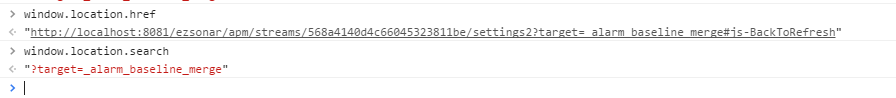 > window.location.href
"http://localhost:8081/ezsonar/apm/streams/568a4140d4c66045323811be/settings2?target=_alarm_baseline_merge#js-BackToRefresh"
> window.location.search
"?target=_alarm_baseline_merge"
>